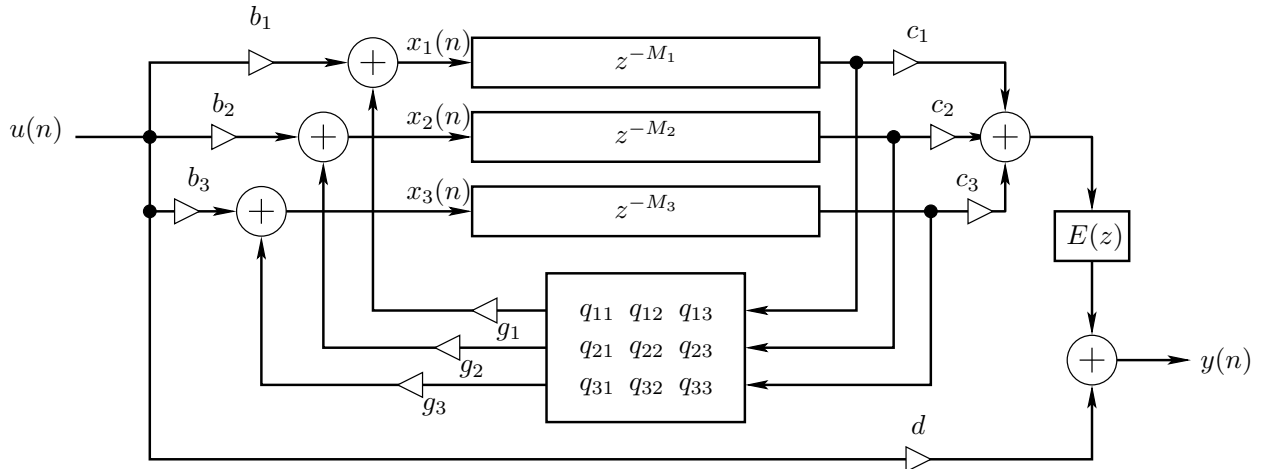 b₁
x₁(n)
z^{-M₁}
c₁
b₂
x₂(n)
z^{-M₂}
c₂
u(n)
b₃
x₃(n)
z^{-M₃}
c₃
E(z)
g₁
q₁₁ q₁₂ q₁₃
g₂
q₂₁ q₂₂ q₂₃
y(n)
g₃
q₃₁ q₃₂ q₃₃
d